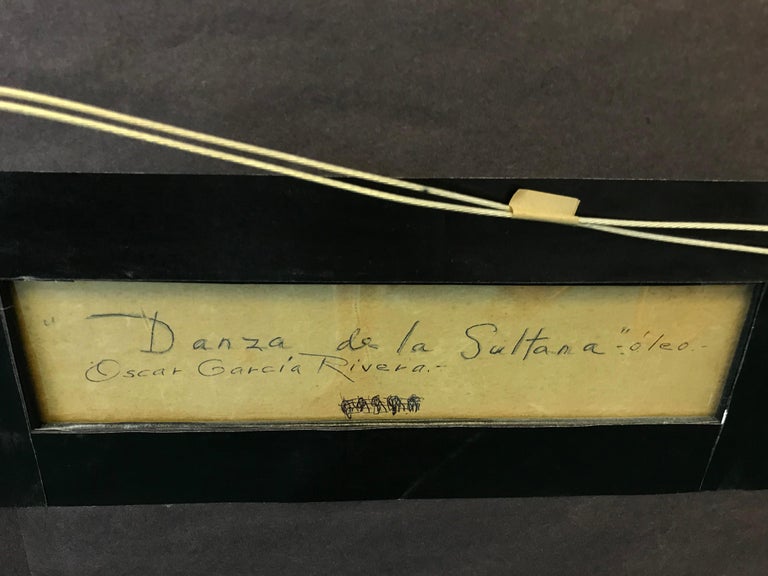 "Danza de la Sultana"-óleo.-
Oscar García Rivera.-